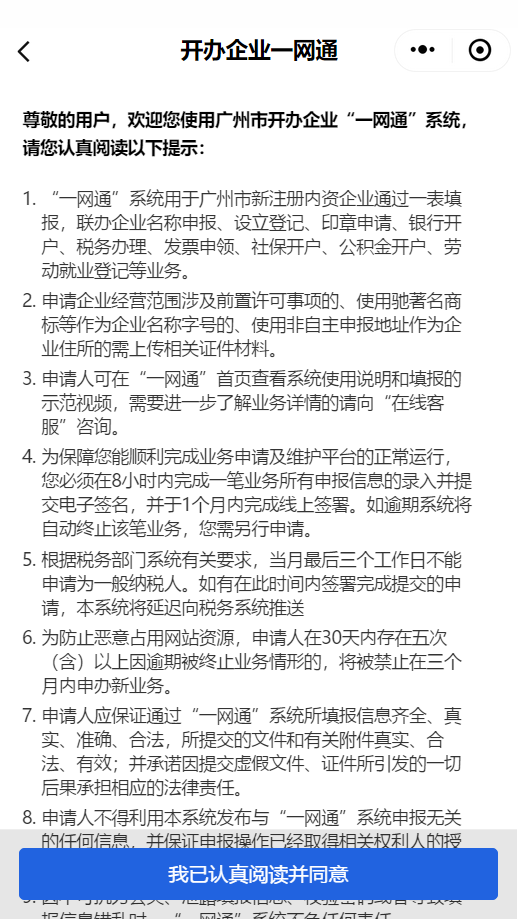 开办企业一网通
尊敬的用户，欢迎您使用广州市开办企业“一网通”系统，
请您认真阅读以下提示：
1. “一网通”系统用于广州市新注册内资企业通过一表填
报，联办企业名称申报、设立登记、印章申请、银行开
户、税务办理、发票申领、社保开户、公积金开户、劳
动就业登记等业务。
2. 申请企业经营范围涉及前置许可事项的、使用驰著名商
标等作为企业名称字号的、使用非自主申报地址作为企
业住所的需上传相关证件材料。
3. 申请人可在“一网通”首页查看系统使用说明和填报的
示范视频，需要进一步了解业务详情的请向“在线客
服”咨询。
4. 为保障您能顺利完成业务申请及维护平台的正常运行，
您必须在8小时内完成一笔业务所有申报信息的录入并提
交电子签名，并于1个月内完成线上签署。如逾期系统将
自动终止该笔业务，您需另行申请。
5. 根据税务部门系统有关要求，当月最后三个工作日不能
申请为一般纳税人。如有在此时间内签署完成提交的申
请，本系统将延迟向税务系统推送
6. 为防止恶意占用网站资源，申请人在30天内存在五次
（含）以上因逾期被终止业务情形的，将被禁止在三个
月内申办新业务。
7. 申请人应保证通过“一网通”系统所填报信息齐全、真
实、准确、合法，所提交的文件和有关附件真实、合
法、有效；并承诺因提交虚假文件、证件所引发的一切
后果承担相应的法律责任。
8. 申请人不得利用本系统发布与“一网通”系统申报无关
的任何信息，并保证申报操作已经取得相关权利人的授
我已认真阅读并同意
报信息错乱时，“一网通”系统不负任何责任